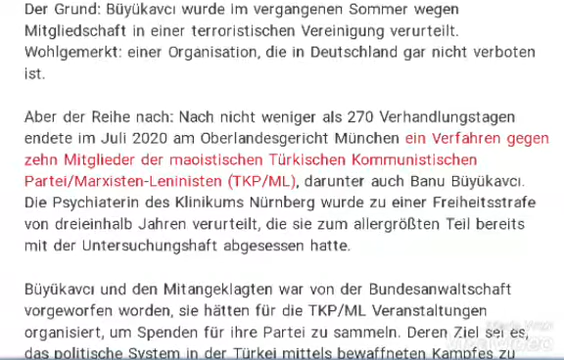 Der Grund: Büyükavcı wurde im vergangenen Sommer wegen
Mitgliedschaft in einer terroristischen Vereinigung verurteilt.
Wohlgemerkt: einer Organisation, die in Deutschland gar nicht verboten
ist.
Aber der Reihe nach: Nach nicht weniger als 270 Verhandlungstagen
endete im Juli 2020 am Oberlandesgericht München ein Verfahren gegen
zehn Mitglieder der maoistischen Türkischen Kommunistischen
Partei/Marxisten-Leninisten (TKP/ML), darunter auch Banu Büyükavcı.
Die Psychiaterin des Klinikums Nürnberg wurde zu einer Freiheitsstrafe
von dreieinhalb Jahren verurteilt, die sie zum allergrößten Teil bereits
mit der Untersuchungshaft abgesessen hatte.
Büyükavcı und den Mitangeklagten war von der Bundesanwaltschaft
vorgeworfen worden, sie hätten für die TKP/ML Veranstaltungen
organisiert, um Spenden für ihre Partei zu sammeln. Deren Ziel sei es,
das politische System in der Türkei mittels bewaffneten Kampfes zu